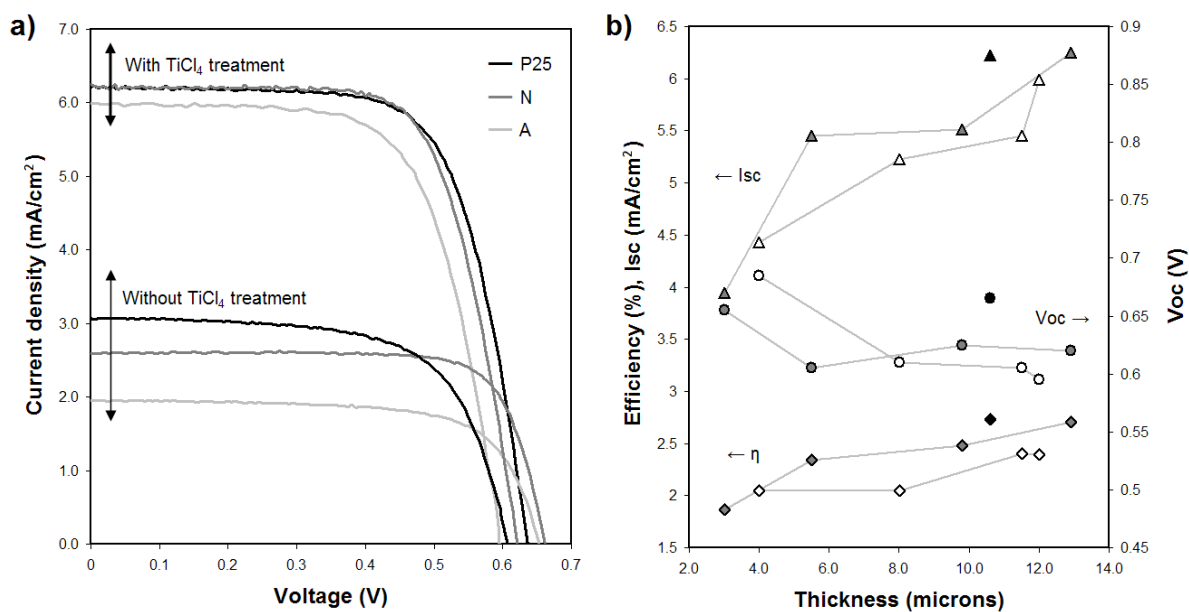 a)
7.0
6.0
5.0
4.0
3.0
2.0
1.0
0.0
Current density (mA/cm²)
With TiCl₄ treatment
P25
N
A
Without TiCl₄ treatment
0 0.1 0.2 0.3 0.4 0.5 0.6 0.7
Voltage (V)
b)
6.5
6
5.5
5
4.5
4
3.5
3
2.5
2
1.5
Efficiency (%), Isc (mA/cm²)
← Isc
Voc →
← η
0.9
0.85
0.8
0.75
0.7
0.65
0.6
0.55
0.5
0.45
Voc (V)
2.0 4.0 6.0 8.0 10.0 12.0 14.0
Thickness (microns)